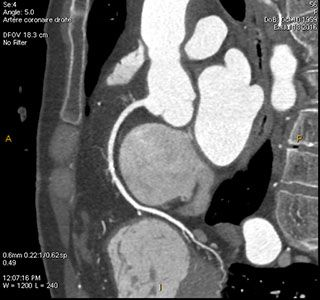 Se:4
Angle: 5.0
Artère coronaire droite
DFOV 18.3 cm
No Filter
A
P
0.6mm 0.22:1/0.62sp
0.49
12:07:16 PM
W = 1200 L = 240
I